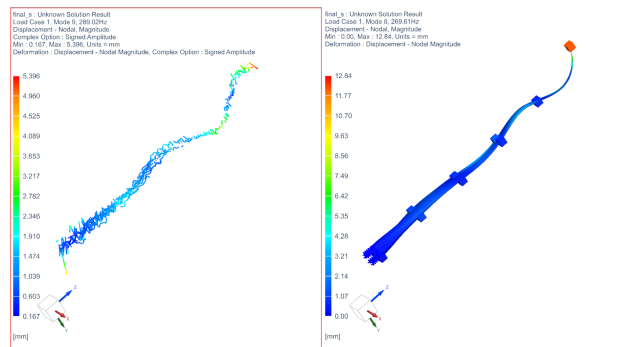 final_s : Unknown Solution Result
Load Case 1, Mode 9, 289.02Hz
Displacement - Nodal, Magnitude
Complex Option : Signed Amplitude
Min : 0.167, Max : 5.396, Units = mm
Deformation : Displacement - Nodal Magnitude, Complex Option : Signed Amplitude
5.396
4.960
4.525
4.089
3.653
3.217
2.782
2.346
1.910
1.474
1.039
0.603
0.167
[mm]
Z
X
Y
final_s : Unknown Solution Result
Load Case 1, Mode 9, 269.61Hz
Displacement - Nodal, Magnitude
Min : 0.00, Max : 12.84, Units = mm
Deformation : Displacement - Nodal Magnitude
12.84
11.77
10.70
9.63
8.56
7.49
6.42
5.35
4.28
3.21
2.14
1.07
0.00
[mm]
Z
X
Y